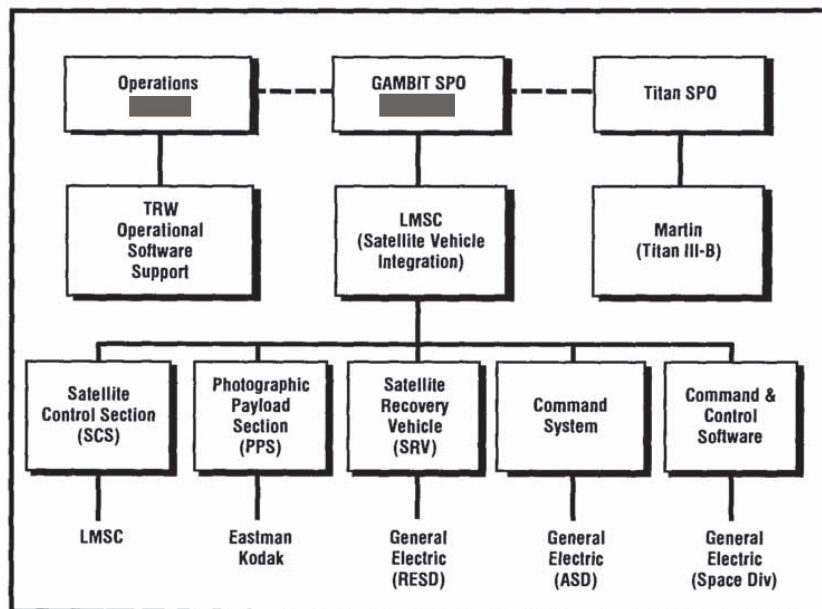 Operations
GAMBIT SPO
Titan SPO
TRW
Operational
Software
Support
LMSC
(Satellite Vehicle
Integration)
Martin
(Titan III-B)
Satellite
Control Section
(SCS)
Photographic
Payload
Section
(PPS)
Satellite
Recovery
Vehicle
(SRV)
Command
System
Command &
Control
Software
LMSC
Eastman
Kodak
General
Electric
(RESD)
General
Electric
(ASD)
General
Electric
(Space Div)